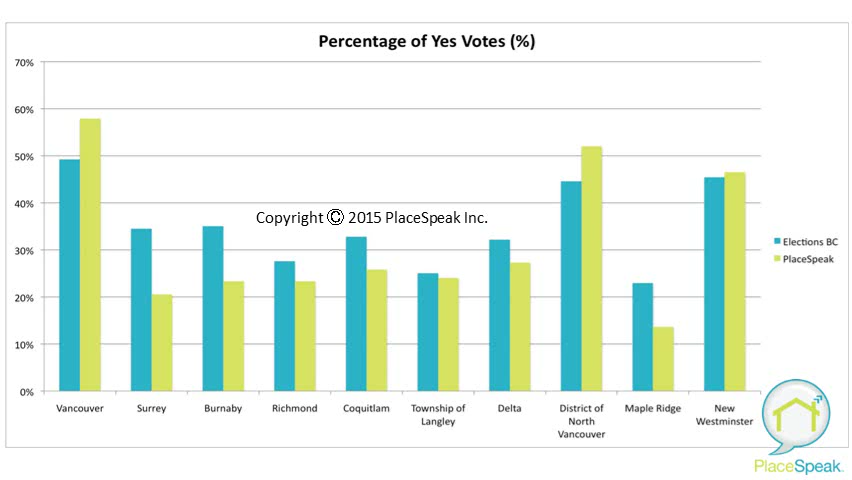 Percentage of Yes Votes (%)
70%
60%
50%
40%
30%
20%
10%
0%
Copyright © 2015 PlaceSpeak Inc.
Elections BC
PlaceSpeak
Vancouver
Surrey
Burnaby
Richmond
Coquitlam
Township of
Langley
Delta
District of
North
Vancouver
Maple Ridge
New
Westminster
PlaceSpeak